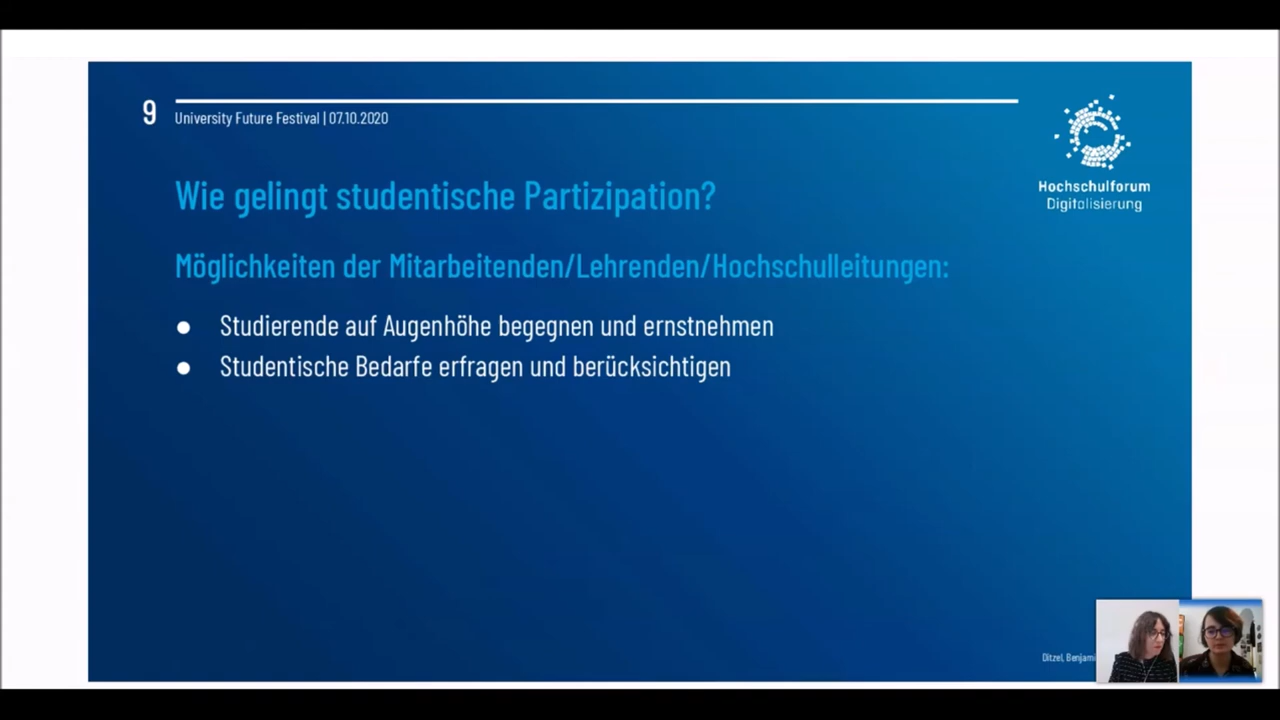 9
University Future Festival | 07.10.2020
Hochschulforum
Digitalisierung
Wie gelingt studentische Partizipation?
Möglichkeiten der Mitarbeitenden/Lehrenden/Hochschulleitungen:
● Studierende auf Augenhöhe begegnen und ernstnehmen
● Studentische Bedarfe erfragen und berücksichtigen
Ditzel, Benjami